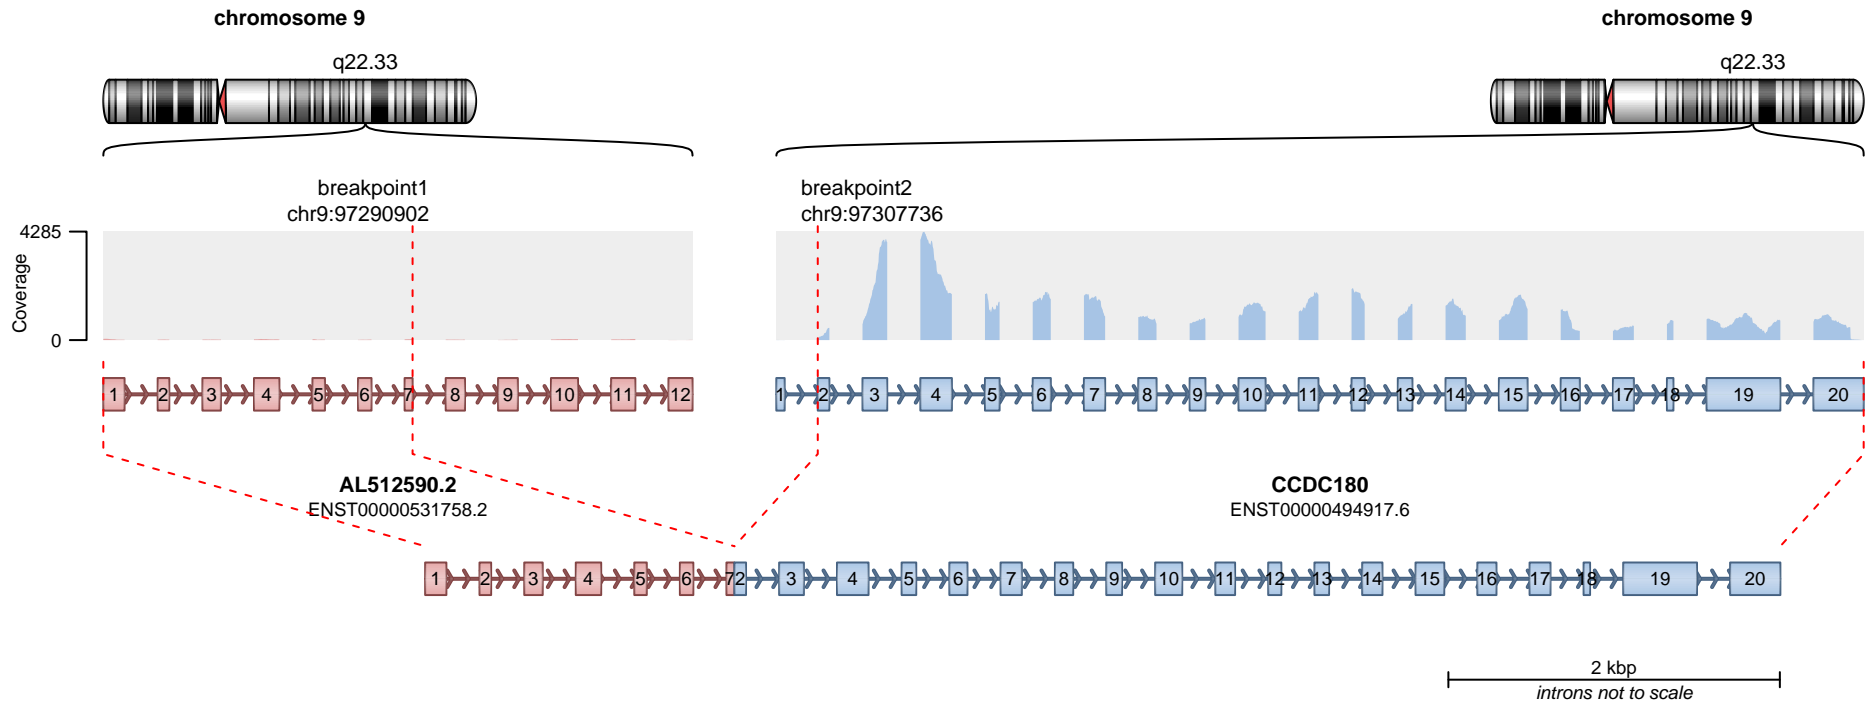 chromosome 9
chromosome 9
q22.33
q22.33
breakpoint1
chr9:97290902
breakpoint2
chr9:97307736
4285
0
Coverage
1 2 3 4 5 6 7 8 9 10 11 12
1 2 3 4 5 6 7 8 9 10 11 12 13 14 15 16 17 18 19 20
AL512590.2
ENST00000531758.2
CCDC180
ENST00000494917.6
1 2 3 4 5 6 7 2 3 4 5 6 7 8 9 10 11 12 13 14 15 16 17 18 19 20
2 kbp
introns not to scale